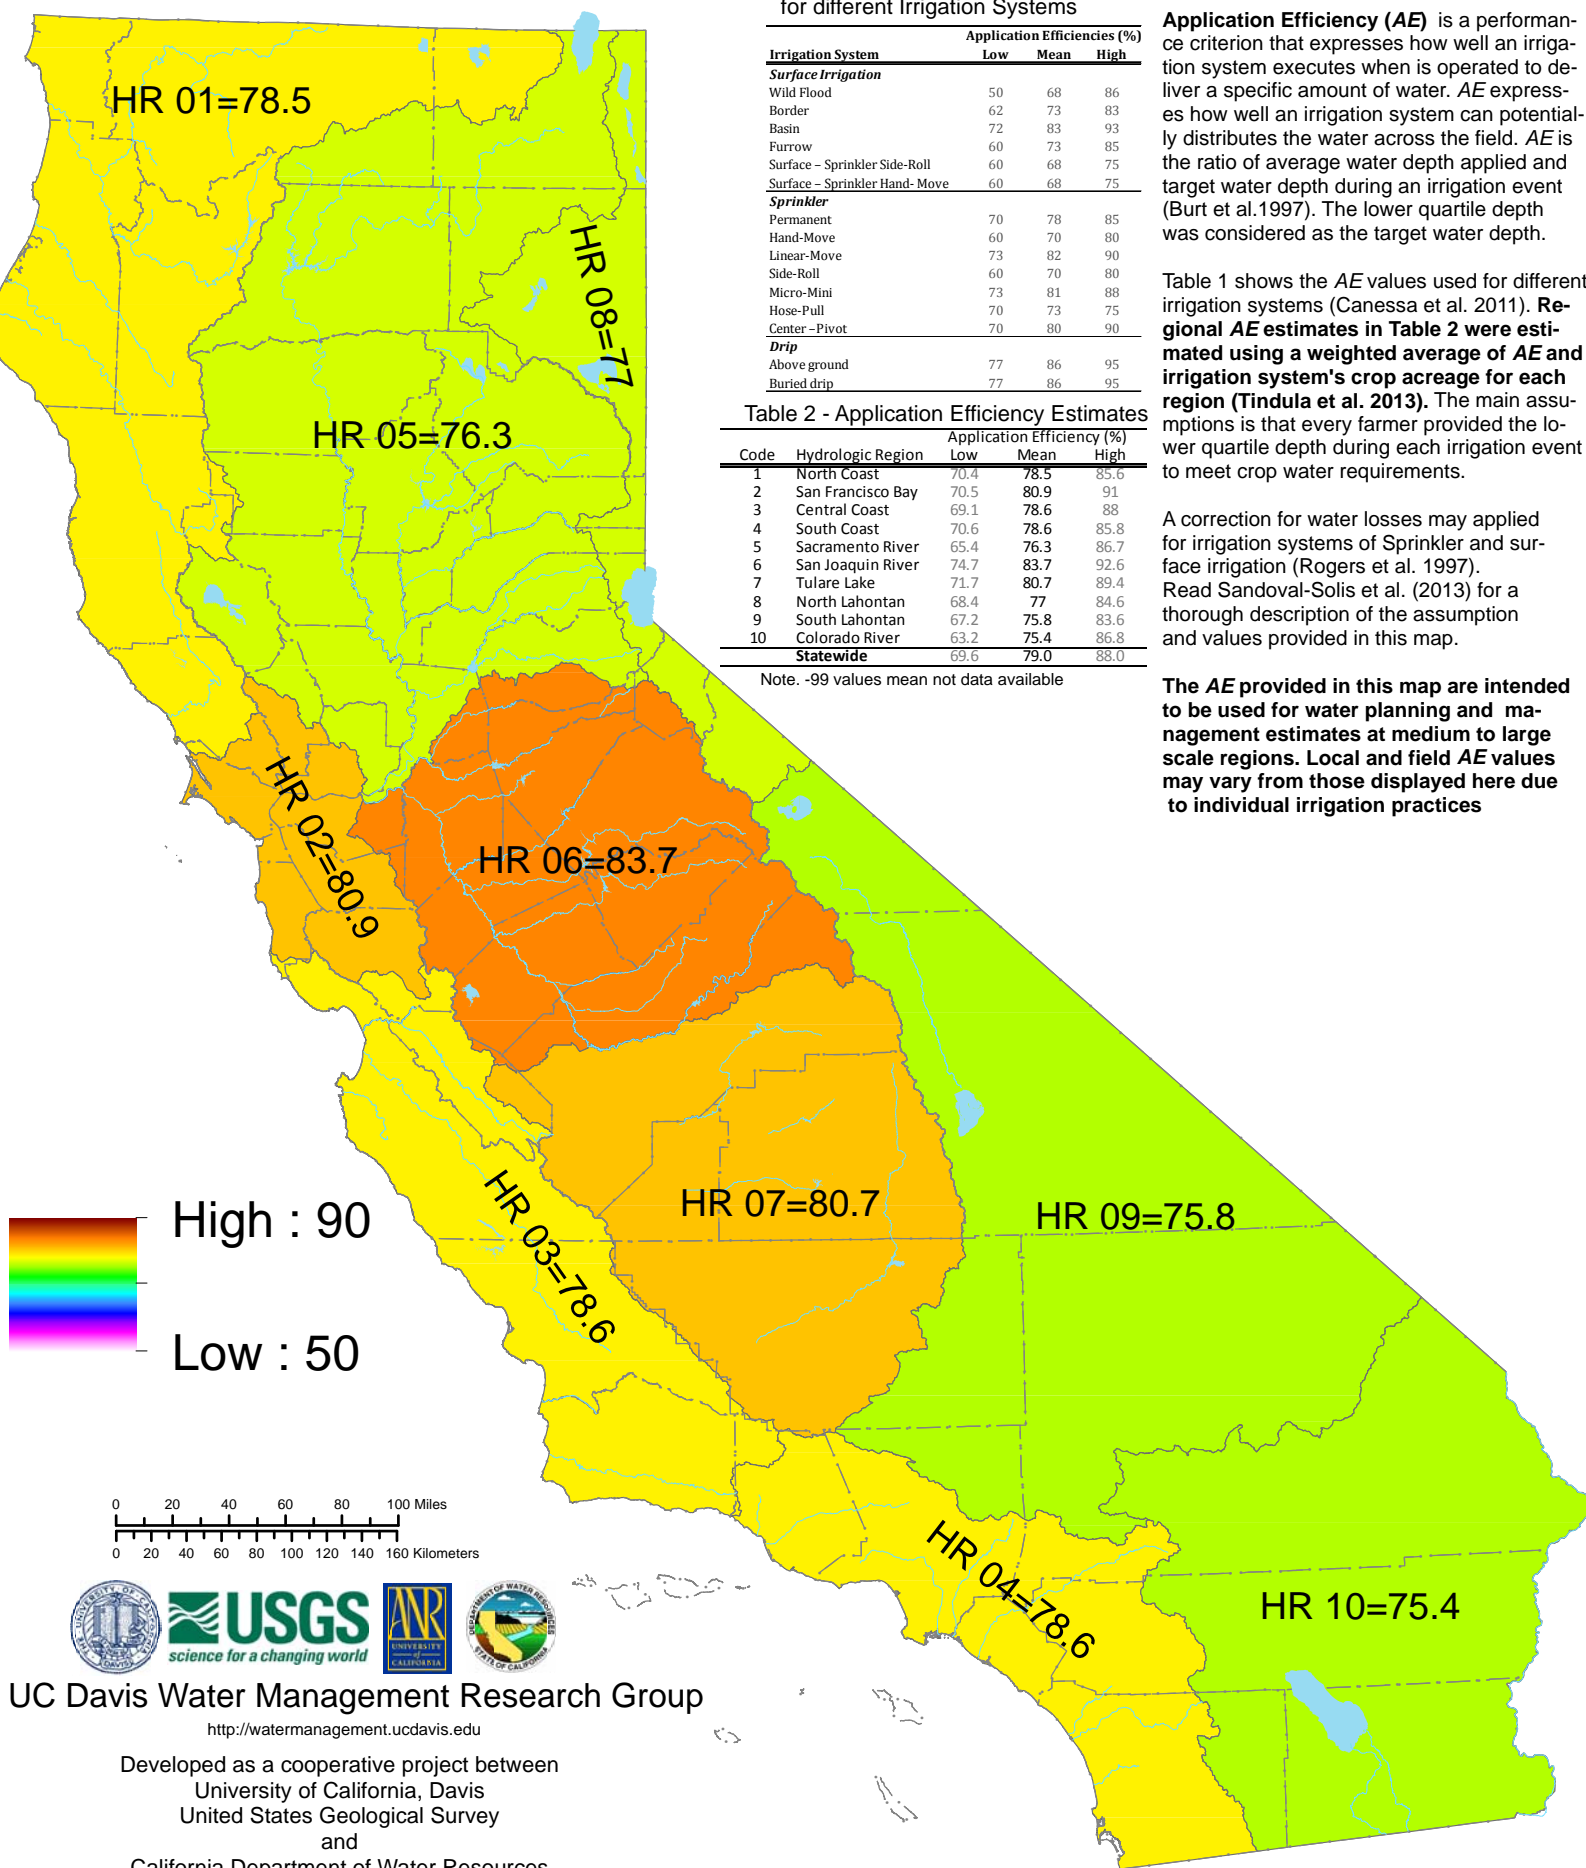 for different Irrigation Systems
Application Efficiencies (%)
Irrigation System Low Mean High
Surface Irrigation
Wild Flood 50 68 86
Border 62 73 83
Basin 72 83 93
Furrow 60 73 85
Surface – Sprinkler Side-Roll 60 68 75
Surface – Sprinkler Hand- Move 60 68 75
Sprinkler
Permanent 70 78 85
Hand-Move 60 70 80
Linear-Move 73 82 90
Side-Roll 60 70 80
Micro-Mini 73 81 88
Hose-Pull 70 73 75
Center – Pivot 70 80 90
Drip
Above ground 77 86 95
Buried drip 77 86 95
Table 2 - Application Efficiency Estimates
Application Efficiency (%)
Code Hydrologic Region Low Mean High
1 North Coast 70.4 78.5 85.6
2 San Francisco Bay 70.5 80.9 91
3 Central Coast 69.1 78.6 88
4 South Coast 70.6 78.6 85.8
5 Sacramento River 65.4 76.3 86.7
6 San Joaquin River 74.7 83.7 92.6
7 Tulare Lake 71.7 80.7 89.4
8 North Lahontan 68.4 77 84.6
9 South Lahontan 67.2 75.8 83.6
10 Colorado River 63.2 75.4 86.8
Statewide 69.6 79.0 88.0
Note. -99 values mean not data available
Application Efficiency (AE) is a performan-
ce criterion that expresses how well an irriga-
tion system executes when is operated to de-
liver a specific amount of water. AE express-
es how well an irrigation system can potential-
ly distributes the water across the field. AE is
the ratio of average water depth applied and
target water depth during an irrigation event
(Burt et al.1997). The lower quartile depth
was considered as the target water depth.
Table 1 shows the AE values used for different
irrigation systems (Canessa et al. 2011). Re-
gional AE estimates in Table 2 were esti-
mated using a weighted average of AE and
irrigation system's crop acreage for each
region (Tindula et al. 2013). The main assu-
mptions is that every farmer provided the lo-
wer quartile depth during each irrigation event
to meet crop water requirements.
A correction for water losses may applied
for irrigation systems of Sprinkler and sur-
face irrigation (Rogers et al. 1997).
Read Sandoval-Solis et al. (2013) for a
thorough description of the assumption
and values provided in this map.
The AE provided in this map are intended
to be used for water planning and ma-
nagement estimates at medium to large
scale regions. Local and field AE values
may vary from those displayed here due
to individual irrigation practices
HR 01=78.5
HR 08=77
HR 05=76.3
HR 02=80.9
HR 06=83.7
HR 07=80.7
HR 03=78.6
HR 09=75.8
HR 04=78.6
HR 10=75.4
High : 90
Low : 50
0 20 40 60 80 100 Miles
0 20 40 60 80 100 120 140 160 Kilometers
THE UNIVERSITY OF CALIFORNIA
DAVIS
USGS
science for a changing world
ANR
UNIVERSITY
of
CALIFORNIA
DEPARTMENT OF WATER RESOURCES
STATE OF CALIFORNIA
UC Davis Water Management Research Group
http://watermanagement.ucdavis.edu
Developed as a cooperative project between
University of California, Davis
United States Geological Survey
and
California Department of Water Resources